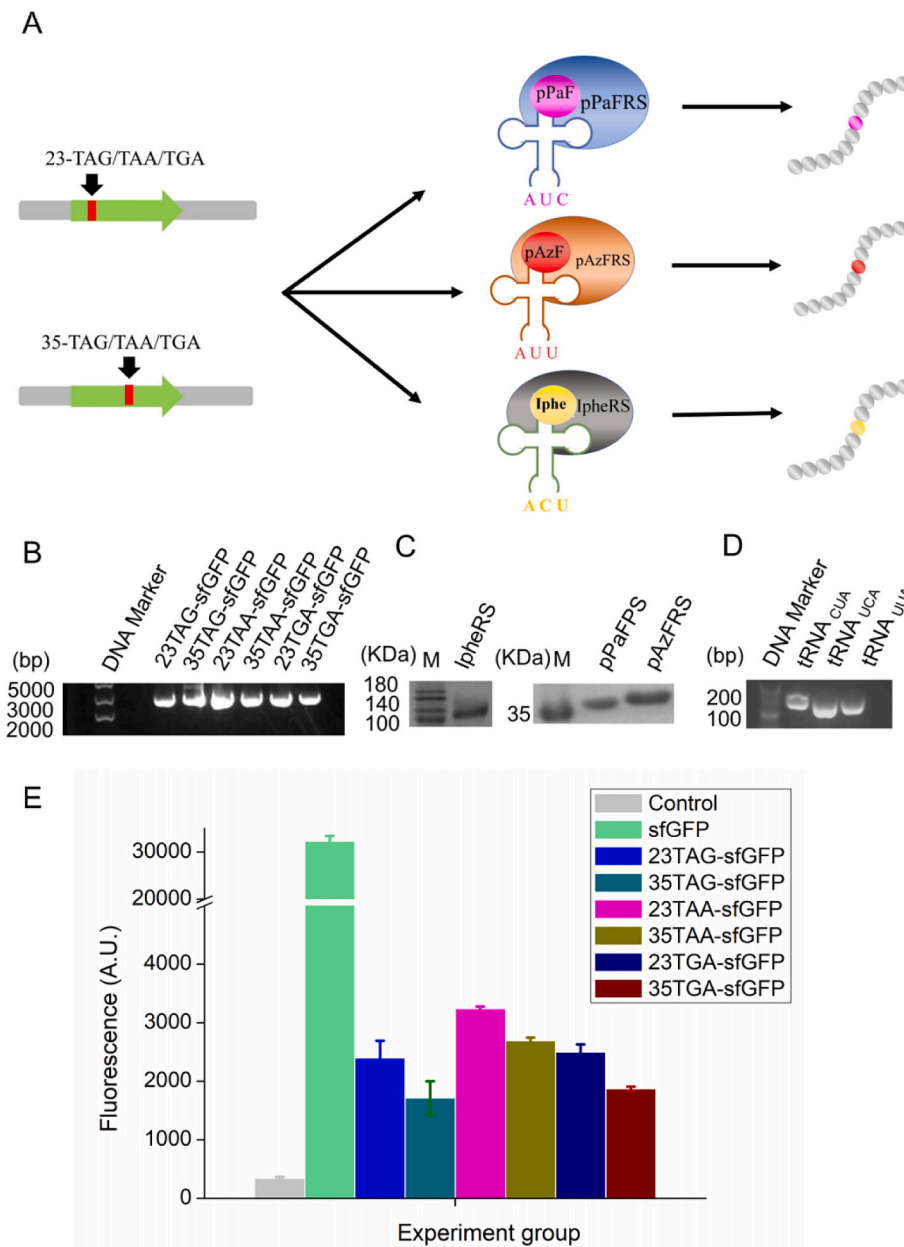 A
23-TAG/TAA/TGA
35-TAG/TAA/TGA
pPaF
pPaFRS
A U C
pAzF
pAzFRS
A U U
Iphe
IpheRS
A C U
B
(bp)
DNA Marker
23TAG-sfGFP
35TAG-sfGFP
23TAA-sfGFP
35TAA-sfGFP
23TGA-sfGFP
35TGA-sfGFP
5000
3000
2000
C
(KDa)
M
IpheRS
180
140
100
(KDa)
M
pPaFPS
pAzFRS
35
D
(bp)
DNA Marker
tRNA CUA
tRNA UCA
tRNA UUA
200
100
E
Fluorescence (A.U.)
30000
20000
4000
3000
2000
1000
0
Experiment group
Control
sfGFP
23TAG-sfGFP
35TAG-sfGFP
23TAA-sfGFP
35TAA-sfGFP
23TGA-sfGFP
35TGA-sfGFP